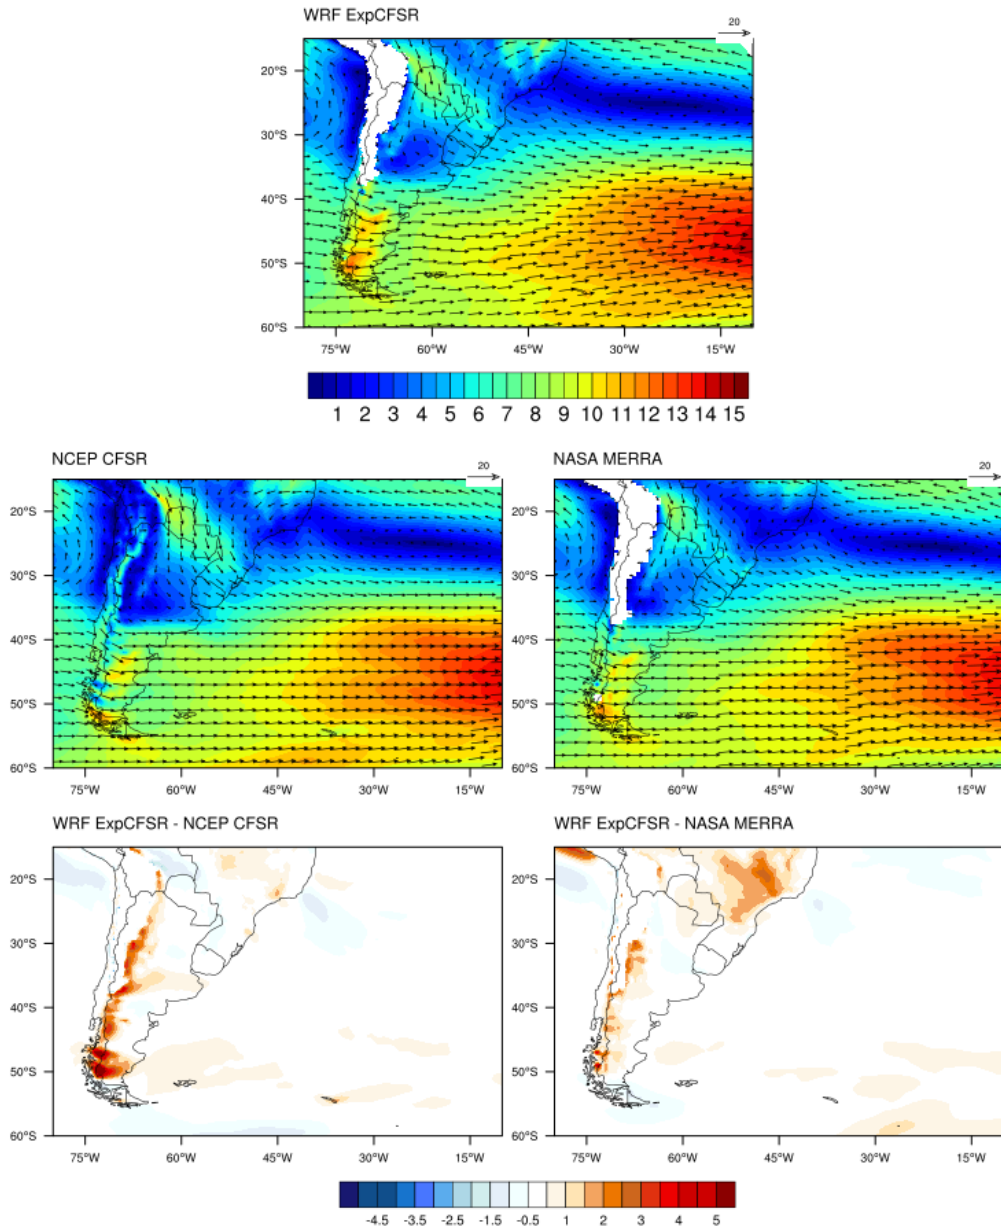 WRF ExpCFSR
20
20°S
30°S
40°S
50°S
60°S
75°W 60°W 45°W 30°W 15°W
1 2 3 4 5 6 7 8 9 10 11 12 13 14 15
NCEP CFSR
20
20°S
30°S
40°S
50°S
60°S
75°W 60°W 45°W 30°W 15°W
NASA MERRA
20
20°S
30°S
40°S
50°S
60°S
75°W 60°W 45°W 30°W 15°W
WRF ExpCFSR - NCEP CFSR
20°S
30°S
40°S
50°S
60°S
75°W 60°W 45°W 30°W 15°W
WRF ExpCFSR - NASA MERRA
20°S
30°S
40°S
50°S
60°S
75°W 60°W 45°W 30°W 15°W
-4.5 -3.5 -2.5 -1.5 -0.5 1 2 3 4 5